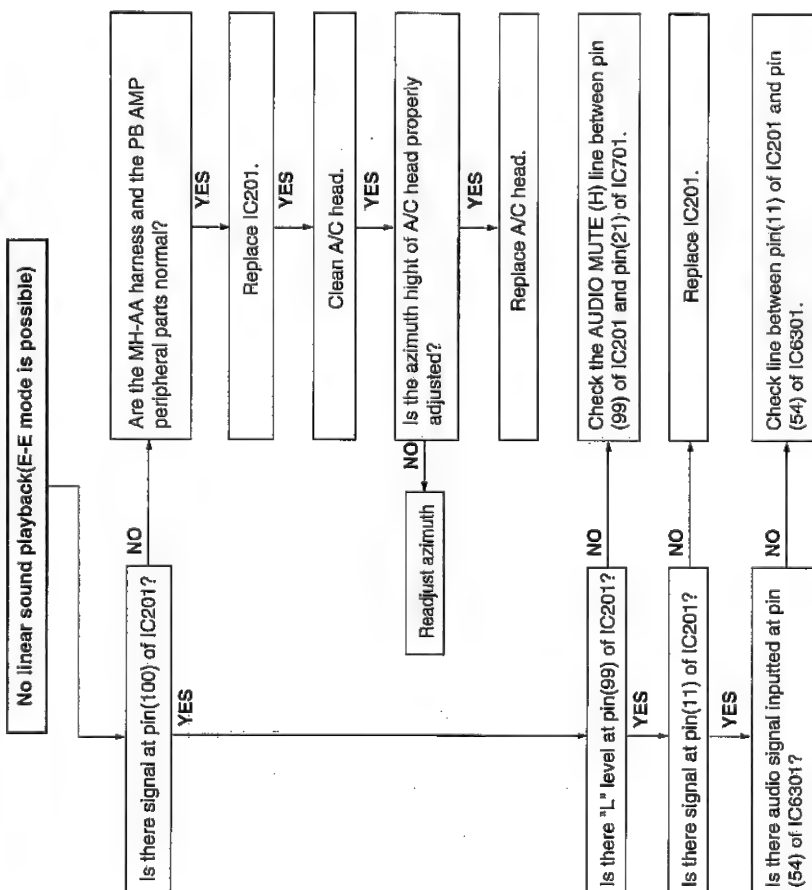 No linear sound playback(E-E mode is possible)
Is there signal at pin(100) of IC201?
NO
YES
Are the MH-AA harness and the PB AMP
peripheral parts normal?
YES
Replace IC201.
YES
Clean A/C head.
YES
Is the azimuth hight of A/C head properly
adjusted?
NO
Readjust azimuth
YES
Replace A/C head.
Is there "L" level at pin(99) of IC201?
NO
Check the AUDIO MUTE (H) line between pin
(99) of IC201 and pin(21) of IC701.
YES
Is there signal at pin(11) of IC201?
NO
Replace IC201.
YES
Is there audio signal inputted at pin
(54) of IC6301?
NO
Check line between pin(11) of IC201 and pin
(54) of IC6301.